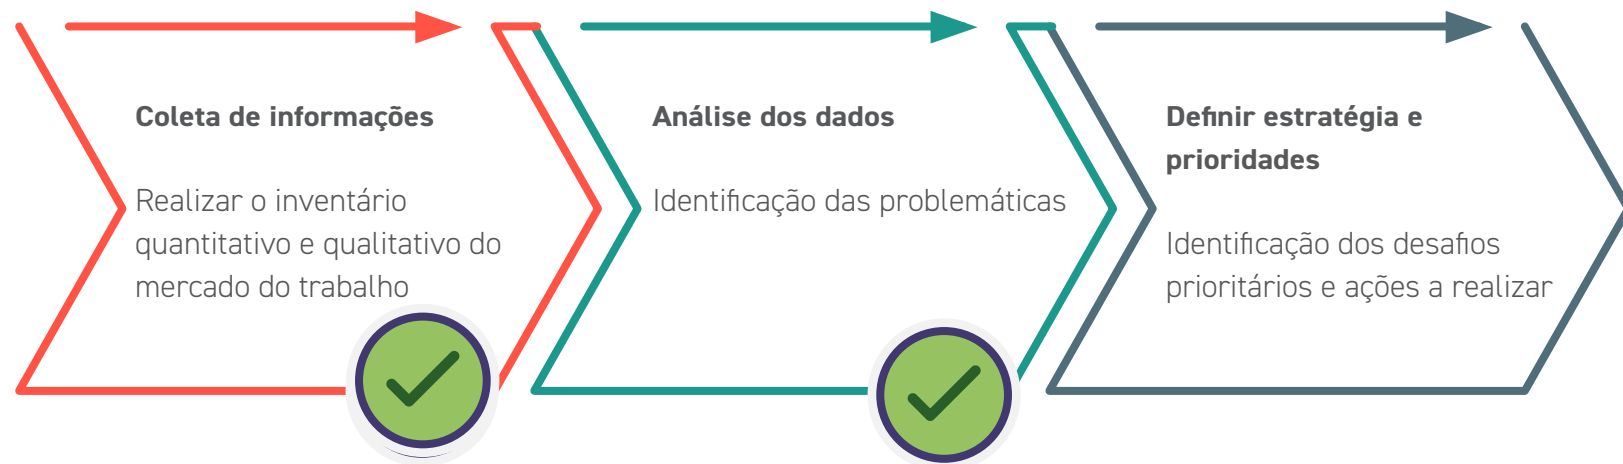 Coleta de informações
Realizar o inventário
quantitativo e qualitativo do
mercado do trabalho
Análise dos dados
Identificação das problemáticas
Definir estratégia e
prioridades
Identificação dos desafios
prioritários e ações a realizar